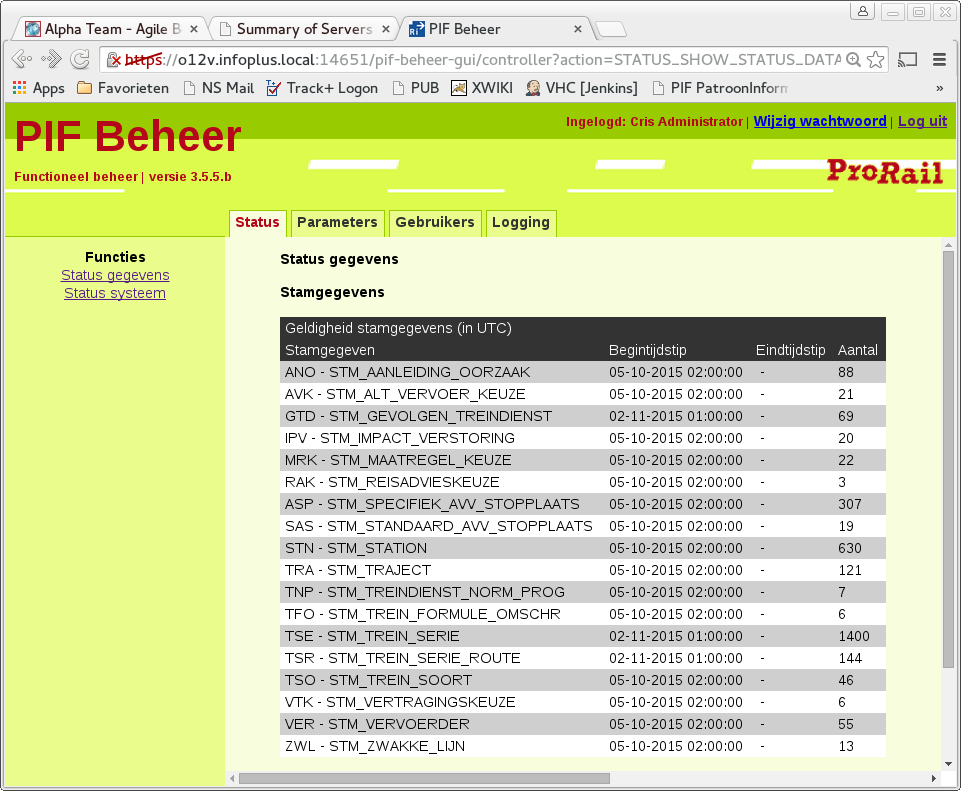 Alpha Team - Agile B
Summary of Servers
PIF Beheer
https://o12v.infoplus.local:14651/pif-beheer-gui/controller?action=STATUS_SHOW_STATUS_DATA
Apps Favorieten NS Mail Track+ Logon PUB XWIKI VHC [Jenkins] PIF PatroonInform »
PIF Beheer
Ingelogd: Cris Administrator | Wijzig wachtwoord | Log uit
Functioneel beheer | versie 3.5.5.b
ProRail
Status Parameters Gebruikers Logging
Functies
Status gegevens
Status systeem
Status gegevens
Stamgegevens
Geldigheid stamgegevens (in UTC)
Stamgegeven Begintijdstip Eindtijdstip Aantal
ANO - STM_AANLEIDING_OORZAAK 05-10-2015 02:00:00 - 88
AVK - STM_ALT_VERVOER_KEUZE 05-10-2015 02:00:00 - 21
GTD - STM_GEVOLGEN_TREINDIENST 02-11-2015 01:00:00 - 69
IPV - STM_IMPACT_VERSTORING 05-10-2015 02:00:00 - 20
MRK - STM_MAATREGEL_KEUZE 05-10-2015 02:00:00 - 22
RAK - STM_REISADVIESKEUZE 05-10-2015 02:00:00 - 3
ASP - STM_SPECIFIEK_AVV_STOPPLAATS 05-10-2015 02:00:00 - 307
SAS - STM_STANDAARD_AVV_STOPPLAATS 05-10-2015 02:00:00 - 19
STN - STM_STATION 05-10-2015 02:00:00 - 630
TRA - STM_TRAJECT 05-10-2015 02:00:00 - 121
TNP - STM_TREINDIENST_NORM_PROG 05-10-2015 02:00:00 - 7
TFO - STM_TREIN_FORMULE_OMSCHR 05-10-2015 02:00:00 - 6
TSE - STM_TREIN_SERIE 02-11-2015 01:00:00 - 1400
TSR - STM_TREIN_SERIE_ROUTE 02-11-2015 01:00:00 - 144
TSO - STM_TREIN_SOORT 05-10-2015 02:00:00 - 46
VTK - STM_VERTRAGINGSKEUZE 05-10-2015 02:00:00 - 6
VER - STM_VERVOERDER 05-10-2015 02:00:00 - 55
ZWL - STM_ZWAKKE_LIJN 05-10-2015 02:00:00 - 13